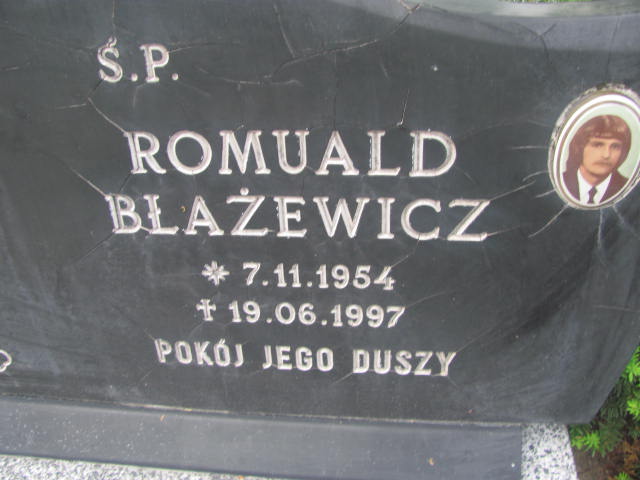 Ś.P.
ROMUALD
BŁAŻEWICZ
* 7.11.1954
✝ 19.06.1997
POKÓJ JEGO DUSZY